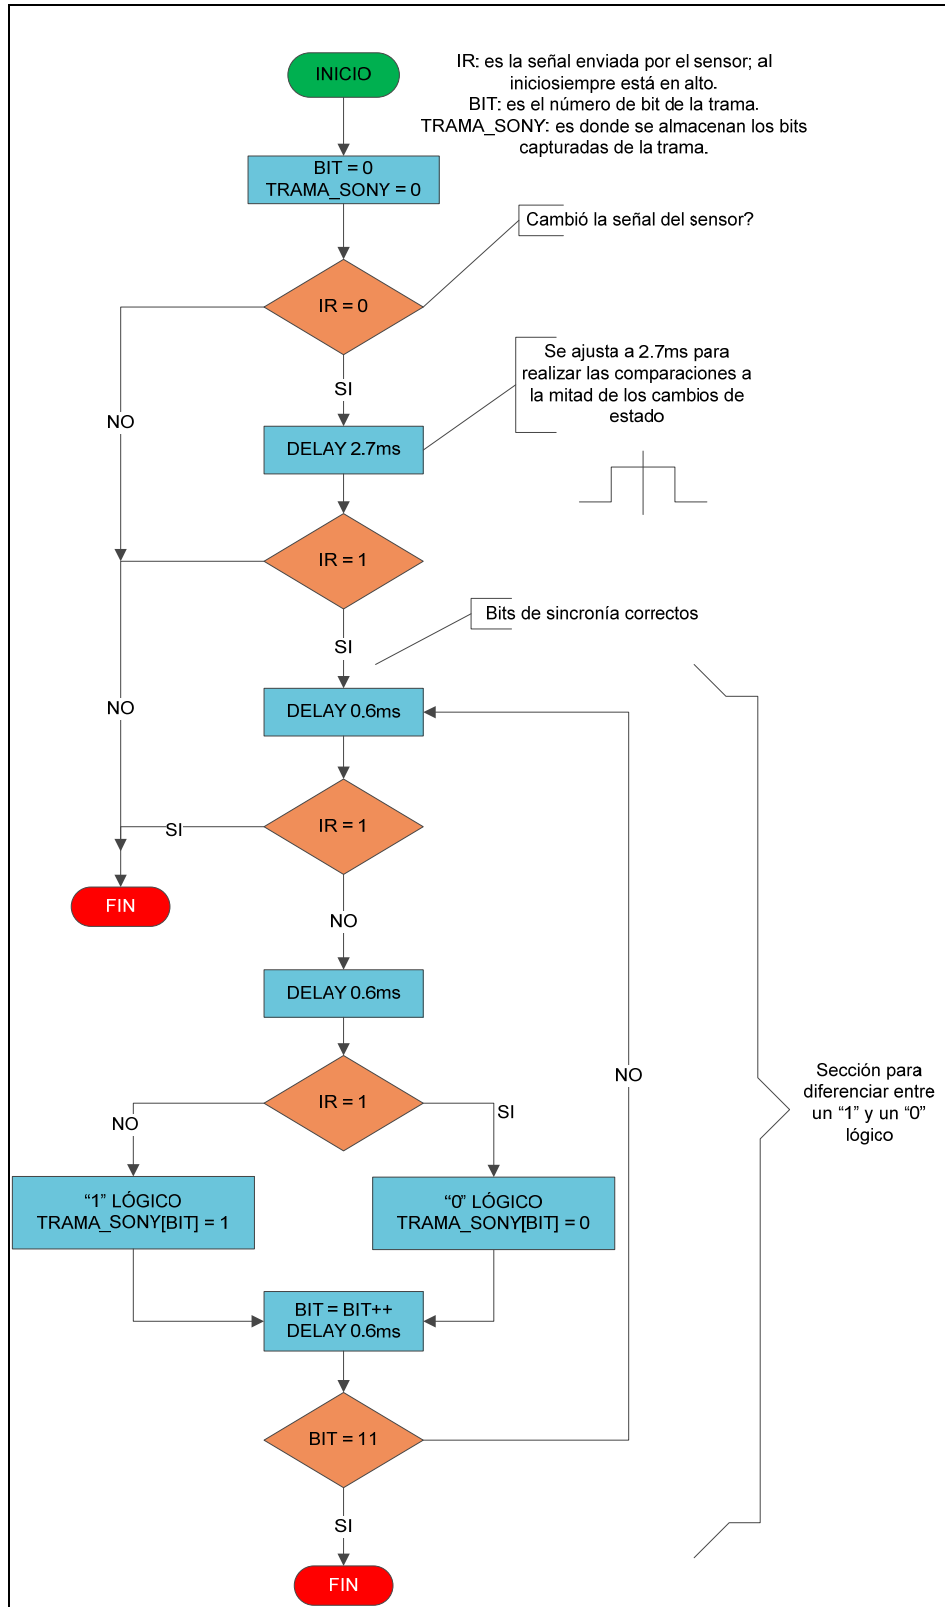 INICIO
IR: es la señal enviada por el sensor; al
iniciosiempre está en alto.
BIT: es el número de bit de la trama.
TRAMA_SONY: es donde se almacenan los bits
capturadas de la trama.
BIT = 0
TRAMA_SONY = 0
Cambió la señal del sensor?
IR = 0
Se ajusta a 2.7ms para
realizar las comparaciones a
la mitad de los cambios de
estado
SI
NO
DELAY 2.7ms
IR = 1
Bits de sincronía correctos
SI
NO
DELAY 0.6ms
IR = 1
SI
FIN
NO
DELAY 0.6ms
IR = 1
NO
Sección para
diferenciar entre
un “1” y un “0”
lógico
NO
SI
“1” LÓGICO
TRAMA_SONY[BIT] = 1
“0” LÓGICO
TRAMA_SONY[BIT] = 0
BIT = BIT++
DELAY 0.6ms
BIT = 11
SI
FIN